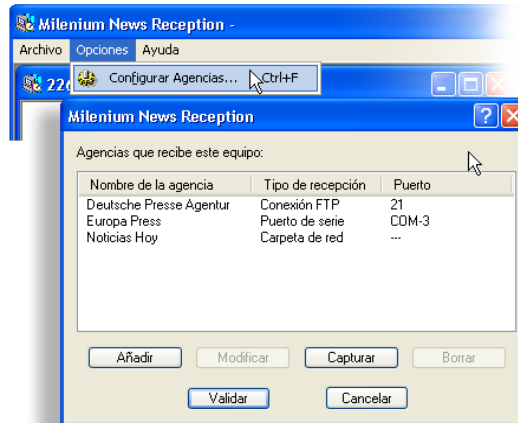 Milenium News Reception -
Archivo Opciones Ayuda
Configurar Agencias... Ctrl+F
226
Milenium News Reception
Agencias que recibe este equipo:
Nombre de la agencia Tipo de recepción Puerto
Deutsche Presse Agentur Conexión FTP 21
Europa Press Puerto de serie COM-3
Noticias Hoy Carpeta de red ---
Añadir Modificar Capturar Borrar
Validar Cancelar